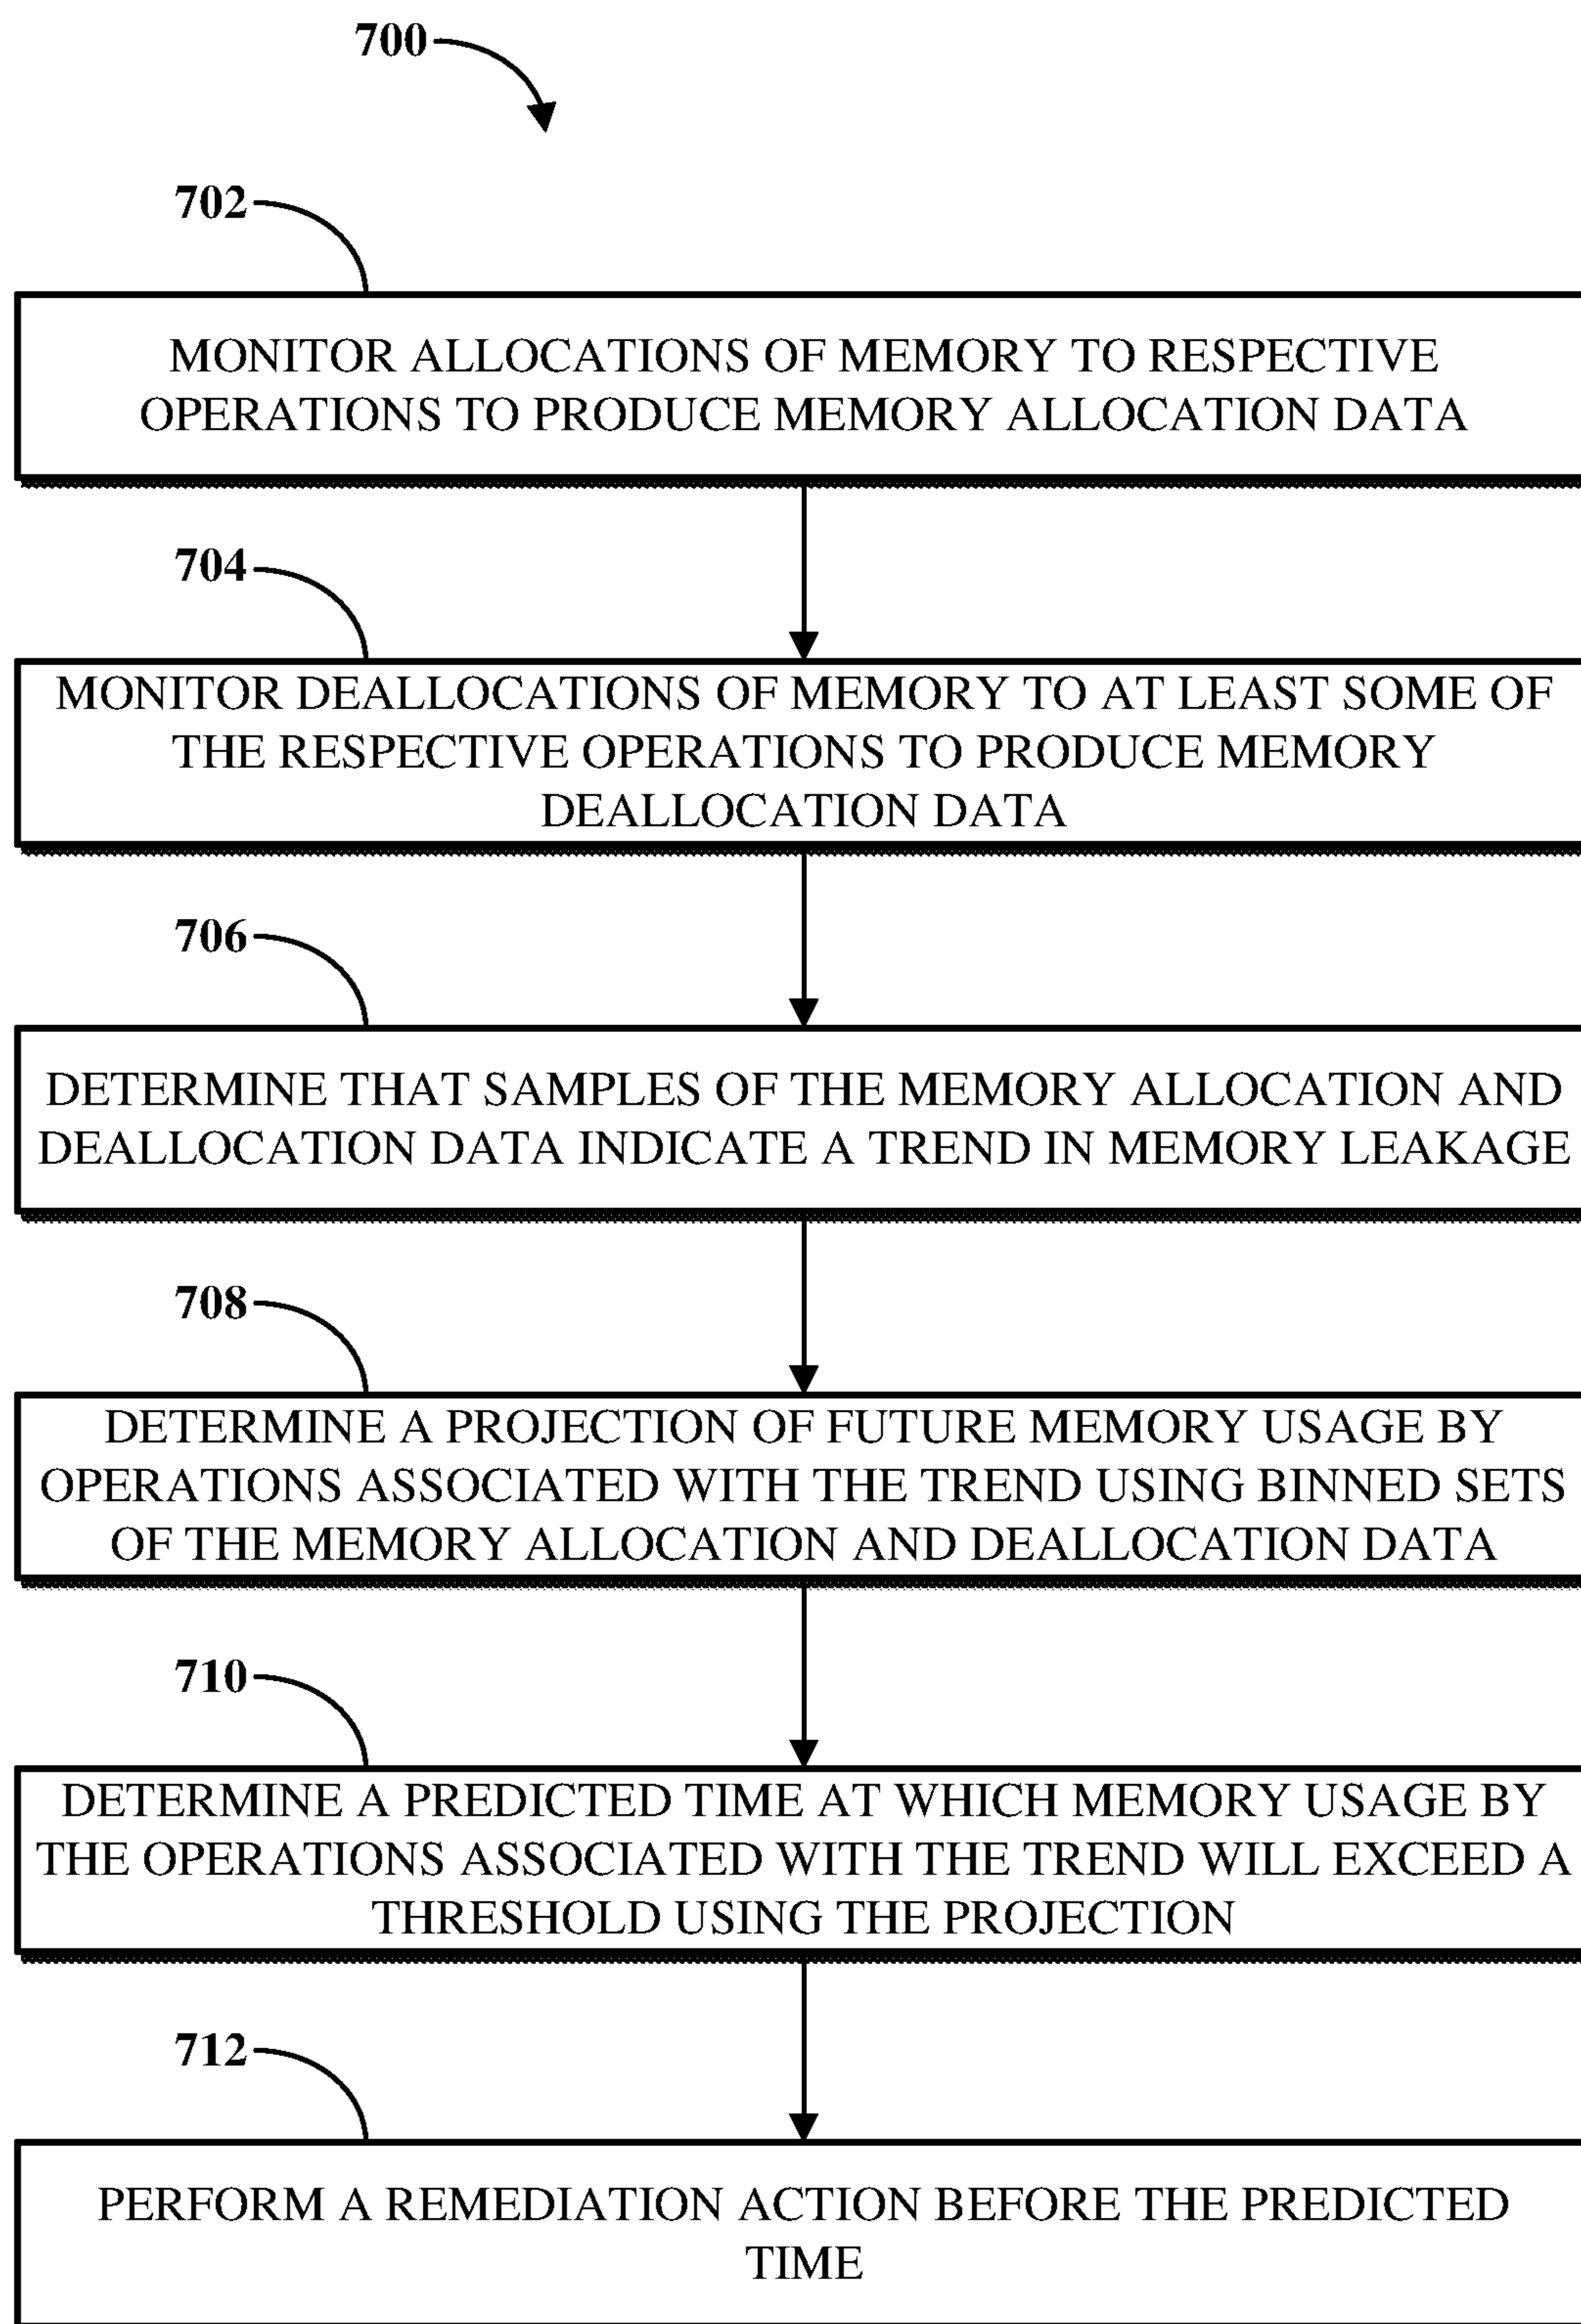 700
702
MONITOR ALLOCATIONS OF MEMORY TO RESPECTIVE
OPERATIONS TO PRODUCE MEMORY ALLOCATION DATA
704
MONITOR DEALLOCATIONS OF MEMORY TO AT LEAST SOME OF
THE RESPECTIVE OPERATIONS TO PRODUCE MEMORY
DEALLOCATION DATA
706
DETERMINE THAT SAMPLES OF THE MEMORY ALLOCATION AND
DEALLOCATION DATA INDICATE A TREND IN MEMORY LEAKAGE
708
DETERMINE A PROJECTION OF FUTURE MEMORY USAGE BY
OPERATIONS ASSOCIATED WITH THE TREND USING BINNED SETS
OF THE MEMORY ALLOCATION AND DEALLOCATION DATA
710
DETERMINE A PREDICTED TIME AT WHICH MEMORY USAGE BY
THE OPERATIONS ASSOCIATED WITH THE TREND WILL EXCEED A
THRESHOLD USING THE PROJECTION
712
PERFORM A REMEDIATION ACTION BEFORE THE PREDICTED
TIME